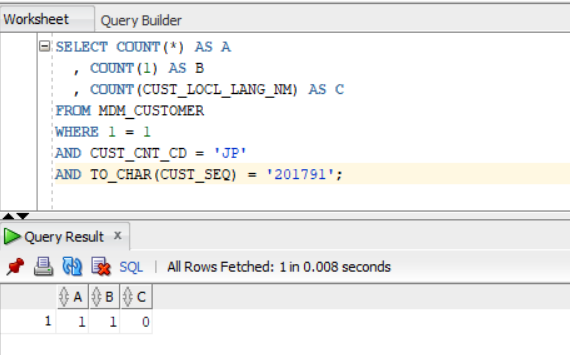 Worksheet Query Builder
SELECT COUNT(*) AS A
, COUNT(1) AS B
, COUNT(CUST_LOCL_LANG_NM) AS C
FROM MDM_CUSTOMER
WHERE 1 = 1
AND CUST_CNT_CD = 'JP'
AND TO_CHAR(CUST_SEQ) = '201791';
Query Result x
SQL | All Rows Fetched: 1 in 0.008 seconds
A B C
1 1 1 0